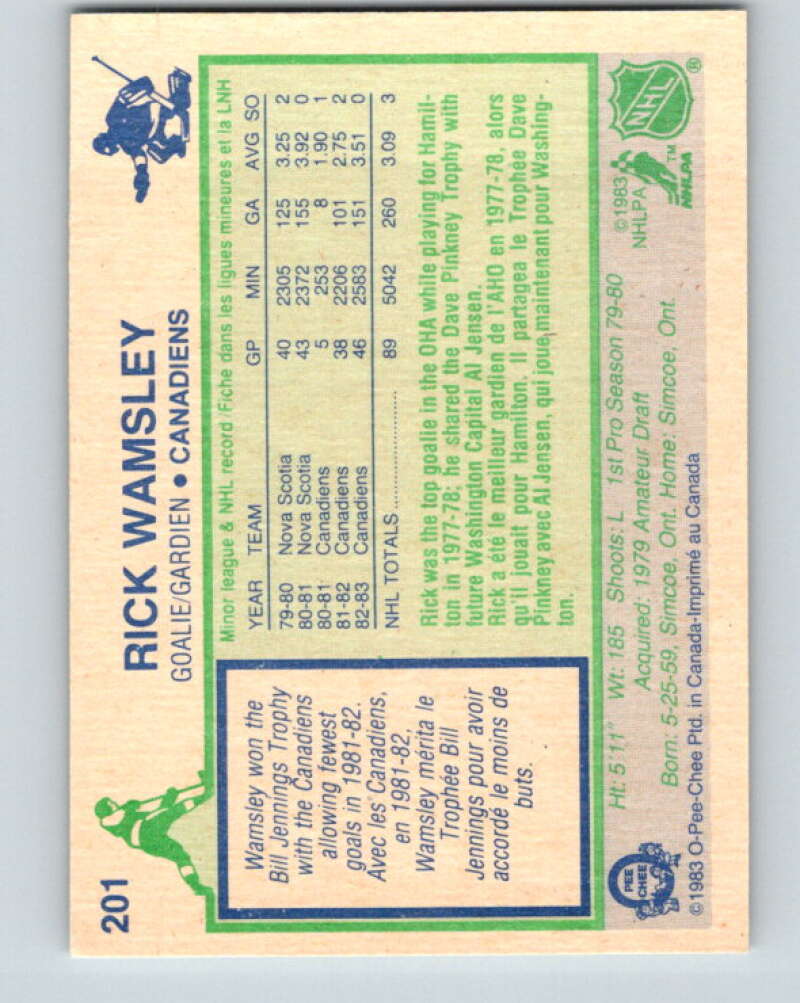 201
RICK WAMSLEY
GOALIE/GARDIEN • CANADIENS
Minor league & NHL record/Fiche dans les ligues mineures et la LNH
YEAR TEAM GP MIN GA AVG SO
79-80 Nova Scotia 40 2305 125 3.25 2
80-81 Nova Scotia 43 2372 155 3.92 0
80-81 Canadiens 5 253 8 1.90 1
81-82 Canadiens 38 2206 101 2.75 2
82-83 Canadiens 46 2583 151 3.51 0
NHL TOTALS .................... 89 5042 260 3.09 3
Wamsley won the
Bill Jennings Trophy
with the Canadiens
allowing fewest
goals in 1981-82.
Avec les Canadiens,
en 1981-82,
Wamsley mérita le
Trophée Bill
Jennings pour avoir
accordé le moins de
buts.
Rick was the top goalie in the OHA while playing for Hamil-
ton in 1977-78; he shared the Dave Pinkney Trophy with
future Washington Capital Al Jensen.
Rick a été le meilleur gardien de l'AHO en 1977-78, alors
qu'il jouait pour Hamilton. Il partagea le Trophée Dave
Pinkney avec Al Jensen, qui joue maintenant pour Washing-
ton.
Ht: 5'11" Wt: 185 Shoots: L 1st Pro Season 79-80
Acquired: 1979 Amateur Draft
Born: 5-25-59, Simcoe, Ont. Home: Simcoe, Ont.
©1983 O-Pee-Chee Ptd. in Canada-Imprimé au Canada
©1983
NHLPA
NHLPA
TM
NHL
®
O
PEE
CHEE